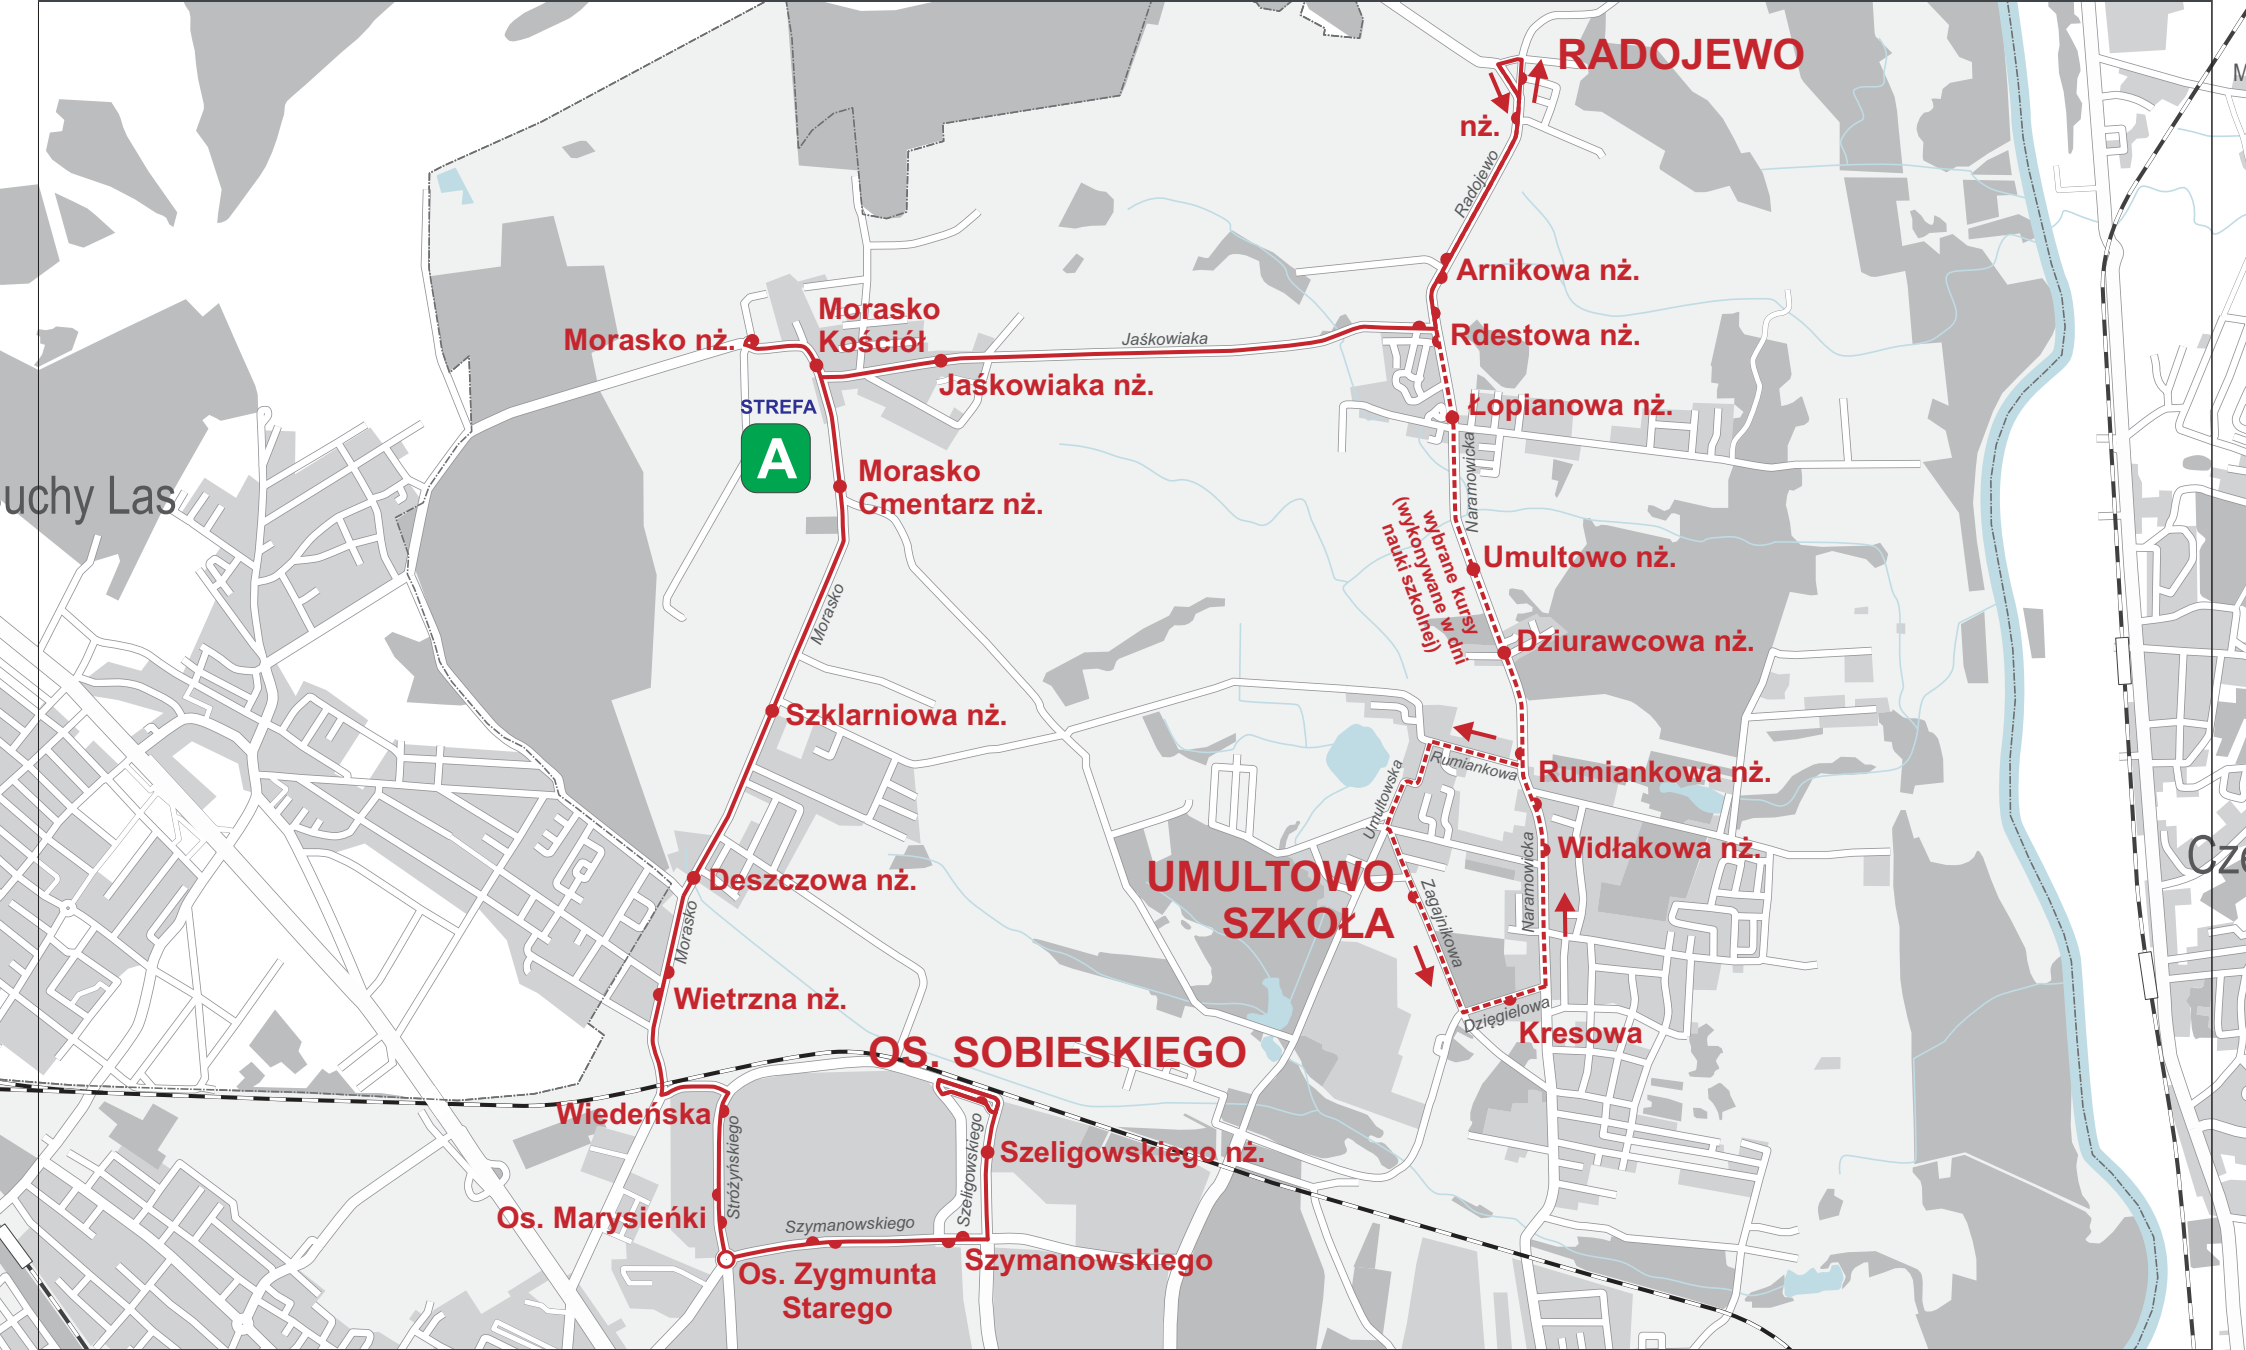 RADOJEWO
nż.
Radojewo
Arnikowa nż.
Morasko
Kościół
Morasko nż.
Jaśkowiaka
Rdestowa nż.
Jaśkowiaka nż.
STREFA
A
Łopianowa nż.
Naramowicka
Morasko
Cmentarz nż.
uchy Las
wybrane kursy
(wykonywane w dni
nauki szkolnej)
Umultowo nż.
Morasko
Dziurawcowa nż.
Szklarniowa nż.
Rumiankowa
Rumiankowa nż.
Umultowska
Widłakowa nż.
Naramowicka
Cze
UMULTOWO
SZKOŁA
Zagajnikowa
Deszczowa nż.
Morasko
Wietrzna nż.
Dzięgielowa
Kresowa
OS. SOBIESKIEGO
Wiedeńska
Stróżyńskiego
Szeligowskiego
Szeligowskiego nż.
Os. Marysieńki
Szymanowskiego
Szymanowskiego
Os. Zygmunta
Starego
M